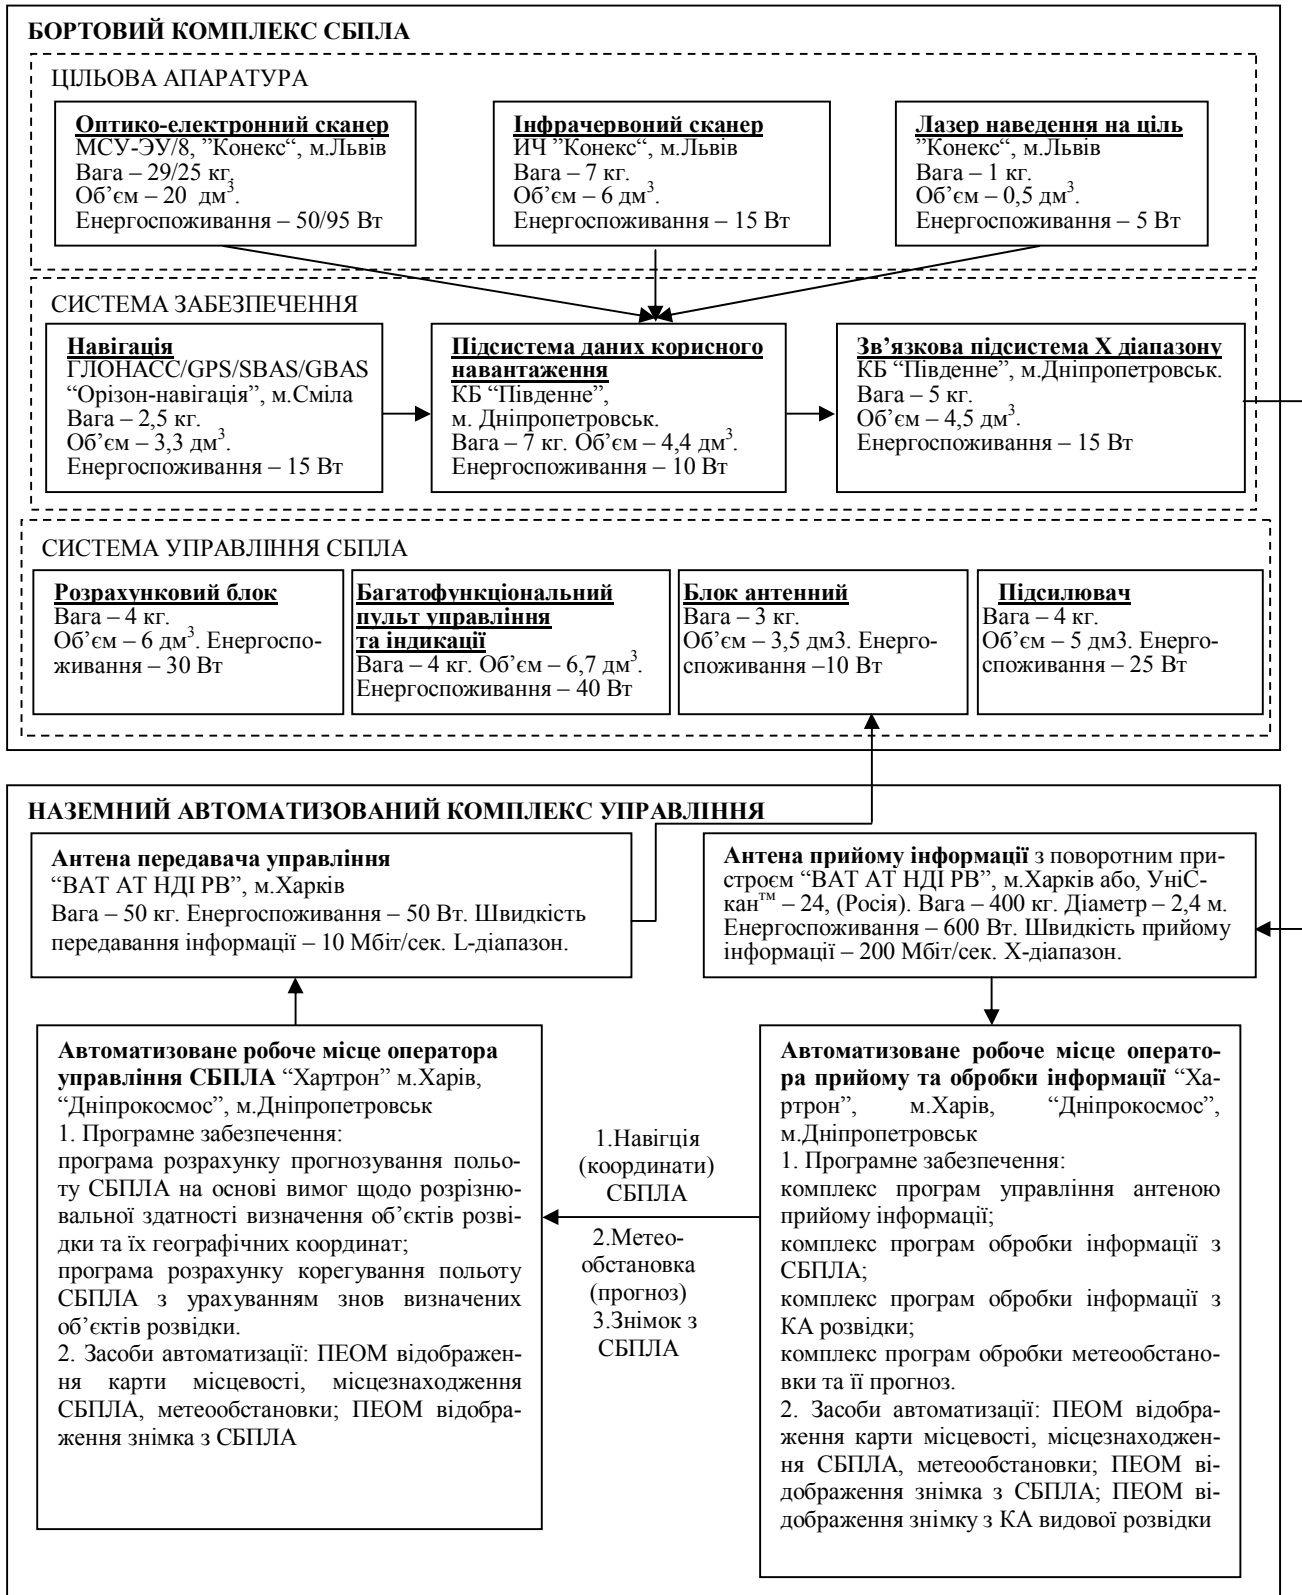 БОРТОВИЙ КОМПЛЕКС СБПЛА
ЦІЛЬОВА АПАРАТУРА
Оптико-електронний сканер
МСУ-ЭУ/8, ”Конекс“, м.Львів
Вага – 29/25 кг.
Об’єм – 20 дм³.
Енергоспоживання – 50/95 Вт
Інфрачервоний сканер
ИЧ ”Конекс“, м.Львів
Вага – 7 кг.
Об’єм – 6 дм³.
Енергоспоживання – 15 Вт
Лазер наведення на ціль
”Конекс“, м.Львів
Вага – 1 кг.
Об’єм – 0,5 дм³.
Енергоспоживання – 5 Вт
СИСТЕМА ЗАБЕЗПЕЧЕННЯ
Навігація
ГЛОНАСС/GPS/SBAS/GBAS
“Орізон-навігація”, м.Сміла
Вага – 2,5 кг.
Об’єм – 3,3 дм³.
Енергоспоживання – 15 Вт
Підсистема даних корисного
навантаження
КБ “Південне”,
м. Дніпропетровськ.
Вага – 7 кг. Об’єм – 4,4 дм³.
Енергоспоживання – 10 Вт
Зв’язкова підсистема X діапазону
КБ “Південне”, м.Дніпропетровськ.
Вага – 5 кг.
Об’єм – 4,5 дм³.
Енергоспоживання – 15 Вт
СИСТЕМА УПРАВЛІННЯ СБПЛА
Розрахунковий блок
Вага – 4 кг.
Об’єм – 6 дм³. Енергоспо-
живання – 30 Вт
Багатофункціональний
пульт управління
та індикації
Вага – 4 кг. Об’єм – 6,7 дм³.
Енергоспоживання – 40 Вт
Блок антенний
Вага – 3 кг.
Об’єм – 3,5 дм3. Енерго-
споживання –10 Вт
Підсилювач
Вага – 4 кг.
Об’єм – 5 дм3. Енерго-
споживання – 25 Вт
НАЗЕМНИЙ АВТОМАТИЗОВАНИЙ КОМПЛЕКС УПРАВЛІННЯ
Антена передавача управління
“ВАТ АТ НДІ РВ”, м.Харків
Вага – 50 кг. Енергоспоживання – 50 Вт. Швидкість
передавання інформації – 10 Мбіт/сек. L-діапазон.
Антена прийому інформації з поворотним при-
строєм “ВАТ АТ НДІ РВ”, м.Харків або, УніС-
кан™ – 24, (Росія). Вага – 400 кг. Діаметр – 2,4 м.
Енергоспоживання – 600 Вт. Швидкість прийому
інформації – 200 Мбіт/сек. X-діапазон.
Автоматизоване робоче місце оператора
управління СБПЛА “Хартрон” м.Харів,
“Дніпрокосмос”, м.Дніпропетровськ
1. Програмне забезпечення:
програма розрахунку прогнозування польо-
ту СБПЛА на основі вимог щодо розрізню-
вальної здатності визначення об’єктів розвід-
дки та їх географічних координат;
програма розрахунку корегування польоту
СБПЛА з урахуванням знов визначених
об’єктів розвідки.
2. Засоби автоматизації: ПЕОМ відображен-
ня карти місцевості, місцезнаходження
СБПЛА, метеообстановки; ПЕОМ відобра-
ження знімка з СБПЛА
1.Навігція
(координати)
СБПЛА
2.Метео-
обстановка
(прогноз)
3.Знімок з
СБПЛА
Автоматизоване робоче місце операто-
ра прийому та обробки інформації “Ха-
ртрон”, м.Харів, “Дніпрокосмос”,
м.Дніпропетровськ
1. Програмне забезпечення:
комплекс програм управління антеною
прийому інформації;
комплекс програм обробки інформації з
СБПЛА;
комплекс програм обробки інформації з
КА розвідки;
комплекс програм обробки метеообстано-
вки та її прогноз.
2. Засоби автоматизації: ПЕОМ відобра-
ження карти місцевості, місцезнаходжен-
ня СБПЛА, метеообстановки; ПЕОМ ві-
дображення знімка з СБПЛА; ПЕОМ ві-
дображення знімку з КА видової розвідки